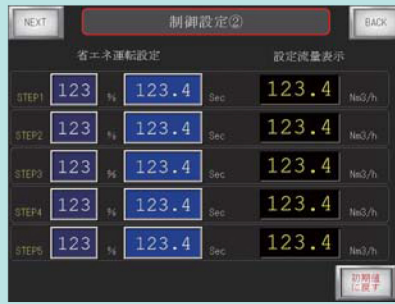 NEXT 制御設定② BACK
省エネ運転設定 設定流量表示
STEP1 123 % 123.4 Sec 123.4 Nm3/h
STEP2 123 % 123.4 Sec 123.4 Nm3/h
STEP3 123 % 123.4 Sec 123.4 Nm3/h
STEP4 123 % 123.4 Sec 123.4 Nm3/h
STEP5 123 % 123.4 Sec 123.4 Nm3/h
初期値
に戻す